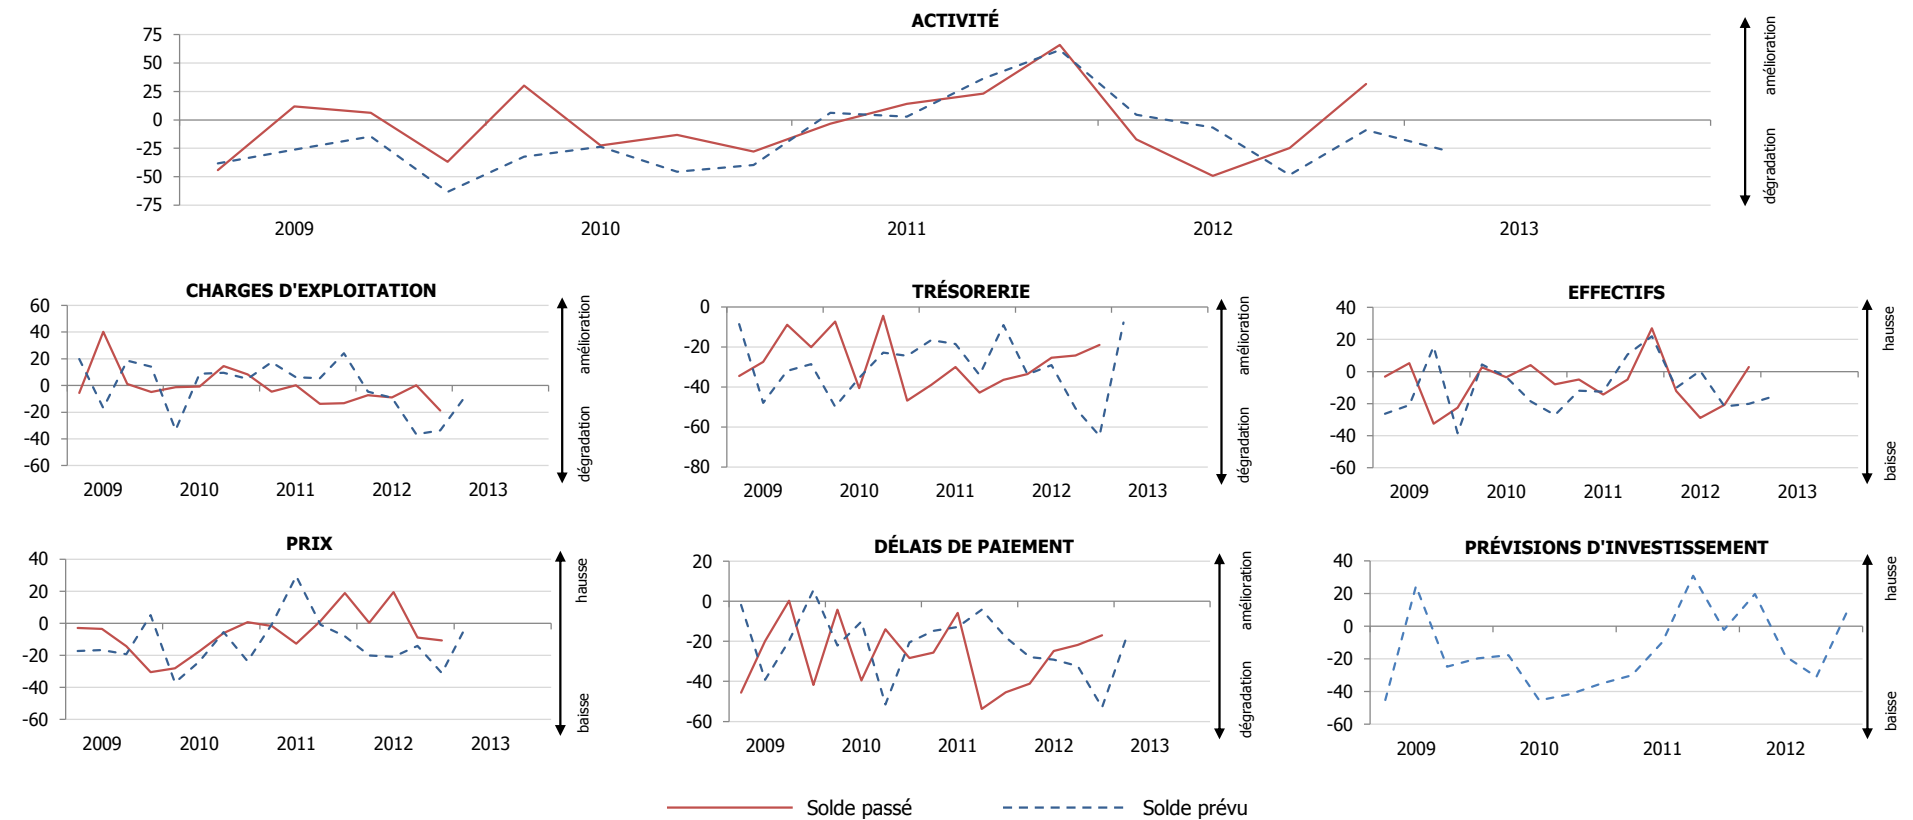 ACTIVITÉ
75
50
25
0
-25
-50
-75
2009 2010 2011 2012 2013
amélioration
dégradation
CHARGES D'EXPLOITATION
60
40
20
0
-20
-40
-60
2009 2010 2011 2012 2013
amélioration
dégradation
TRÉSORERIE
0
-20
-40
-60
-80
2009 2010 2011 2012 2013
amélioration
dégradation
EFFECTIFS
40
20
0
-20
-40
-60
2009 2010 2011 2012 2013
hausse
baisse
PRIX
40
20
0
-20
-40
-60
2009 2010 2011 2012 2013
hausse
baisse
DÉLAIS DE PAIEMENT
20
0
-20
-40
-60
2009 2010 2011 2012 2013
amélioration
dégradation
PRÉVISIONS D'INVESTISSEMENT
40
20
0
-20
-40
-60
2009 2010 2011 2012
hausse
baisse
Solde passé Solde prévu